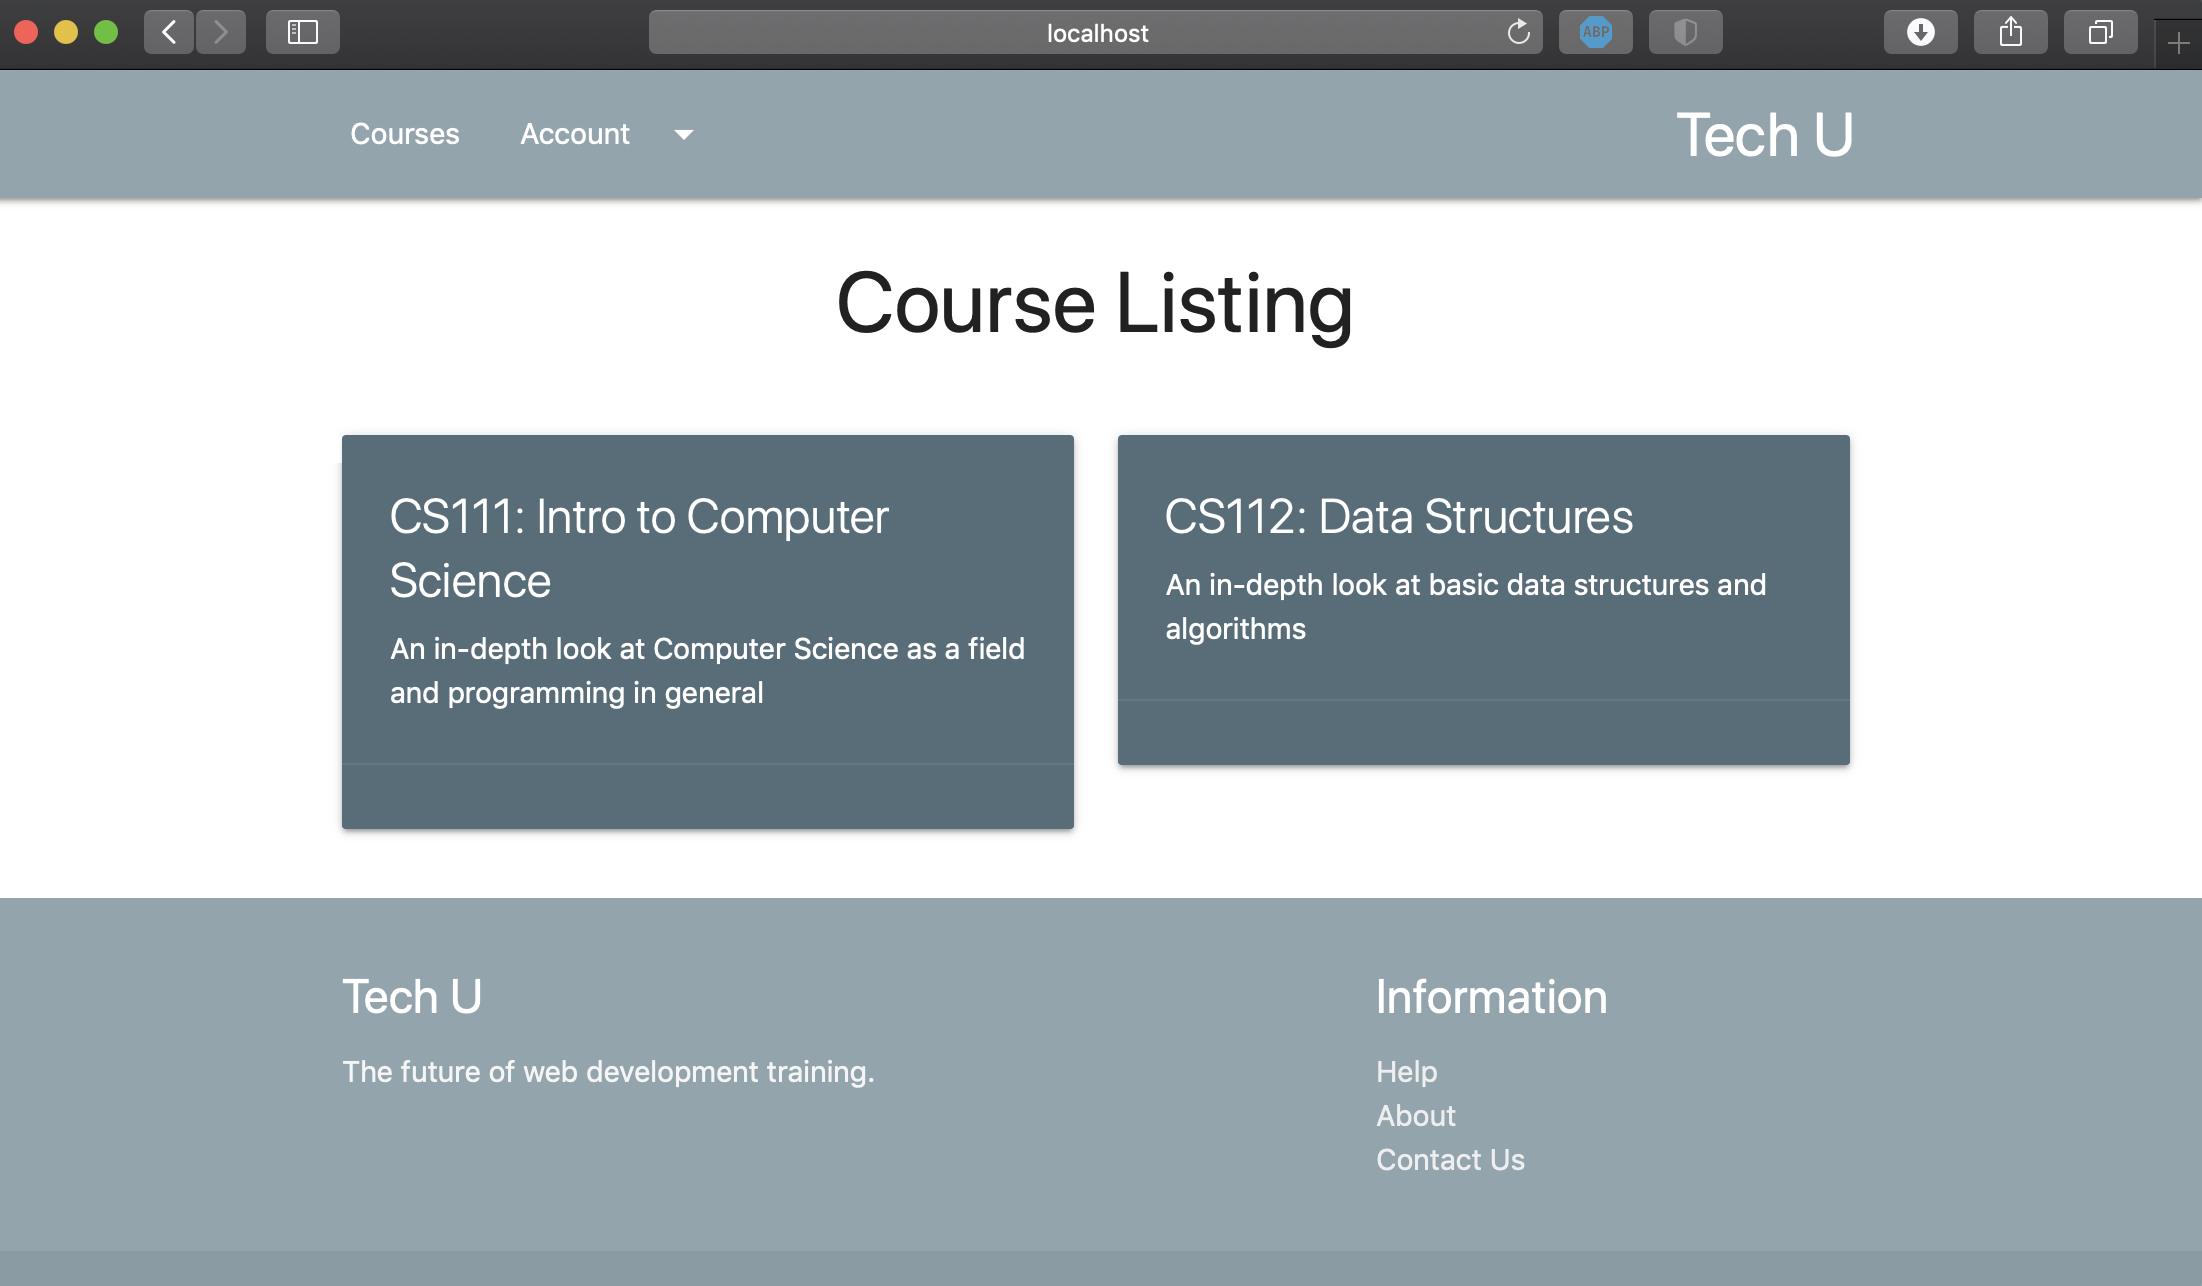 localhost
ABP
Courses Account Tech U
Course Listing
CS111: Intro to Computer
Science
An in-depth look at Computer Science as a field
and programming in general
CS112: Data Structures
An in-depth look at basic data structures and
algorithms
Tech U
The future of web development training.
Information
Help
About
Contact Us